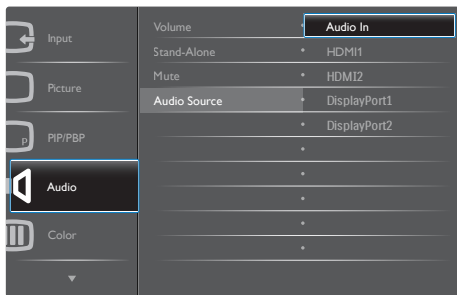 Input
Picture
P
PIP/PBP
Audio
Color
Volume
Stand-Alone
Mute
Audio Source
Audio In
HDMI1
HDMI2
DisplayPort1
DisplayPort2